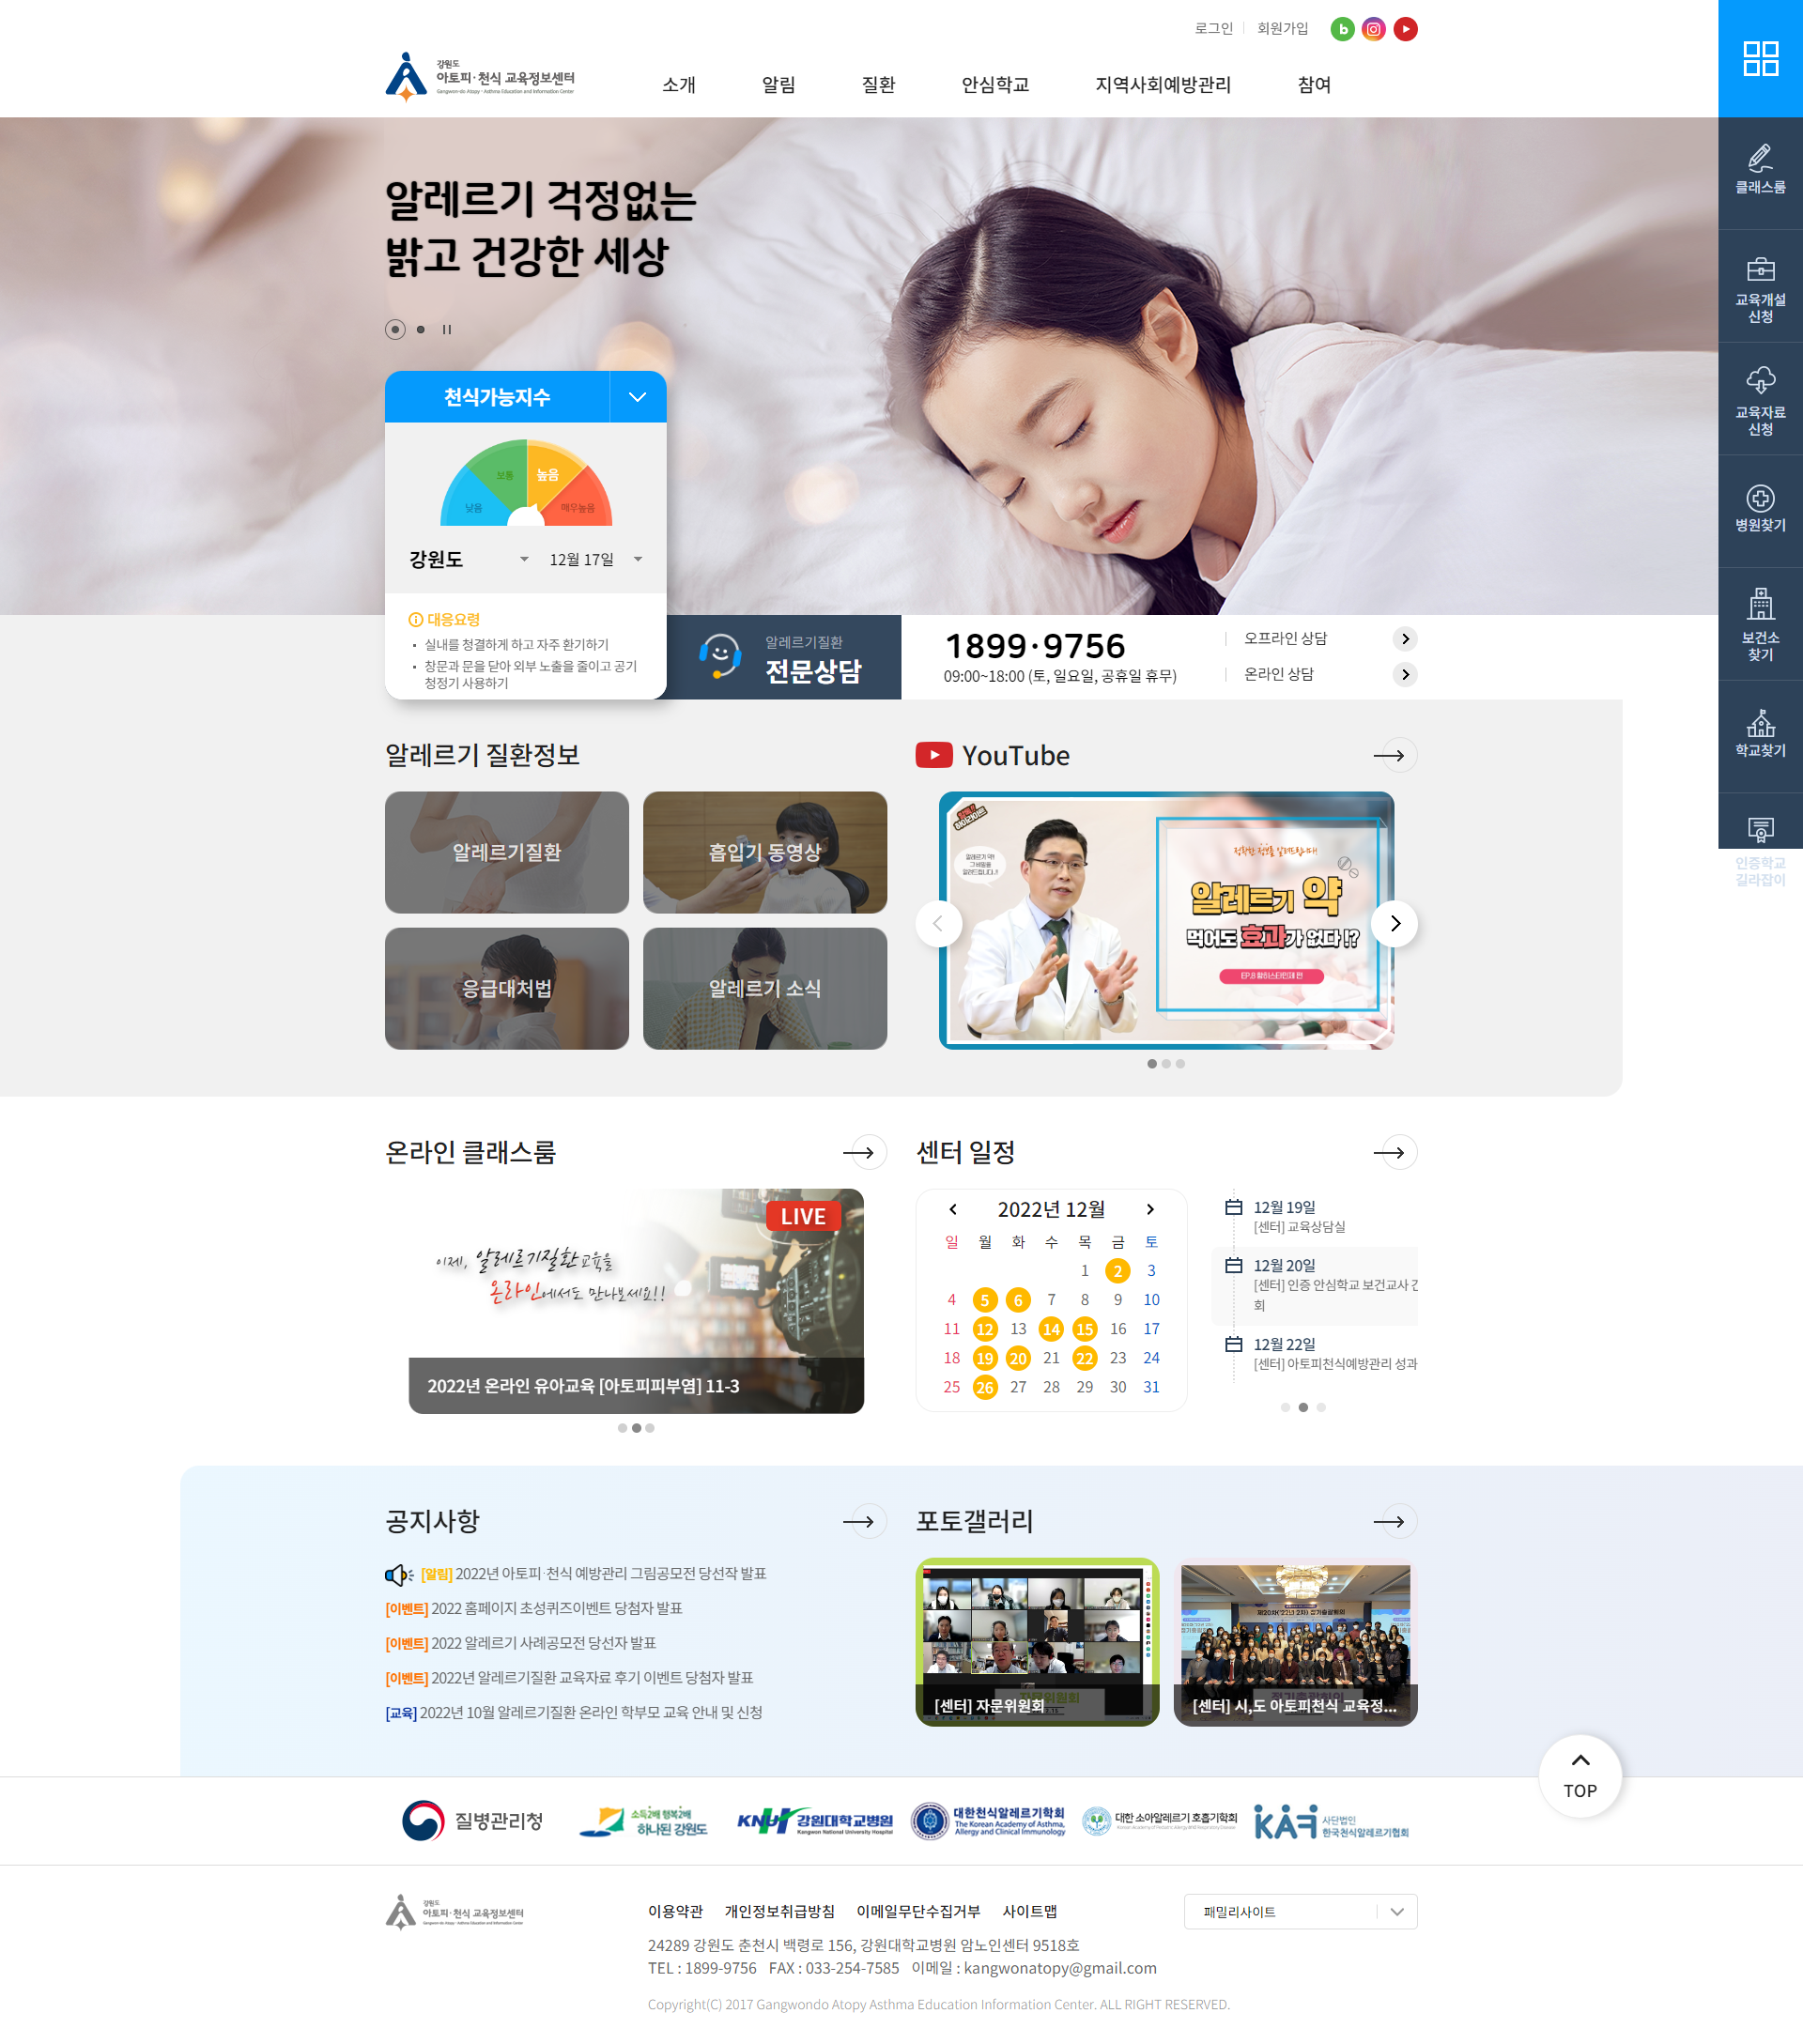 로그인
회원가입
강원도
아토피·천식 교육정보센터
Gangwon-do Atopy · Asthma Education and Information Center
소개
알림
질환
안심학교
지역사회예방관리
참여
클래스룸
교육개설
신청
교육자료
신청
병원찾기
보건소
찾기
학교찾기
인증학교
길라잡이
알레르기 걱정없는
밝고 건강한 세상
천식가능지수
낮음
보통
높음
매우높음
강원도
12월 17일
대응요령
실내를 청결하게 하고 자주 환기하기
창문과 문을 닫아 외부 노출을 줄이고 공기
청정기 사용하기
알레르기질환
전문상담
1899·9756
09:00~18:00 (토, 일요일, 공휴일 휴무)
오프라인 상담
온라인 상담
알레르기 질환정보
알레르기질환
흡입기 동영상
응급대처법
알레르기 소식
YouTube
정확한 정보를 알려드립니다!
알레르기 약
먹어도 효과가 없다!?
EP.8 항히스타민제 편
온라인 클래스룸
LIVE
이제, 알레르기질환 교육을
온라인에서도 만나보세요!!
2022년 온라인 유아교육 [아토피피부염] 11-3
센터 일정
2022년 12월
일 월 화 수 목 금 토
1 2 3
4 5 6 7 8 9 10
11 12 13 14 15 16 17
18 19 20 21 22 23 24
25 26 27 28 29 30 31
12월 19일
[센터] 교육상담실
12월 20일
[센터] 인증 안심학교 보건교사 간
회
12월 22일
[센터] 아토피천식예방관리 성과
공지사항
[알림] 2022년 아토피·천식 예방관리 그림공모전 당선작 발표
[이벤트] 2022 홈페이지 초성퀴즈이벤트 당첨자 발표
[이벤트] 2022 알레르기 사례공모전 당선자 발표
[이벤트] 2022년 알레르기질환 교육자료 후기 이벤트 당첨자 발표
[교육] 2022년 10월 알레르기질환 온라인 학부모 교육 안내 및 신청
포토갤러리
[센터] 자문위원회
[센터] 시,도 아토피천식 교육정...
TOP
질병관리청
소득2배 행복2배
하나된 강원도
KNUH 강원대학교병원
Kangwon National University Hospital
대한천식알레르기학회
The Korean Academy of Asthma,
Allergy and Clinical Immunology
대한 소아알레르기 호흡기학회
KAF 사단법인
한국천식알레르기협회
강원도
아토피·천식 교육정보센터
Gangwon-do Atopy · Asthma Education and Information Center
이용약관
개인정보취급방침
이메일무단수집거부
사이트맵
패밀리사이트
24289 강원도 춘천시 백령로 156, 강원대학교병원 암노인센터 9518호
TEL : 1899-9756 FAX : 033-254-7585 이메일 : kangwonatopy@gmail.com
Copyright(C) 2017 Gangwondo Atopy Asthma Education Information Center. ALL RIGHT RESERVED.